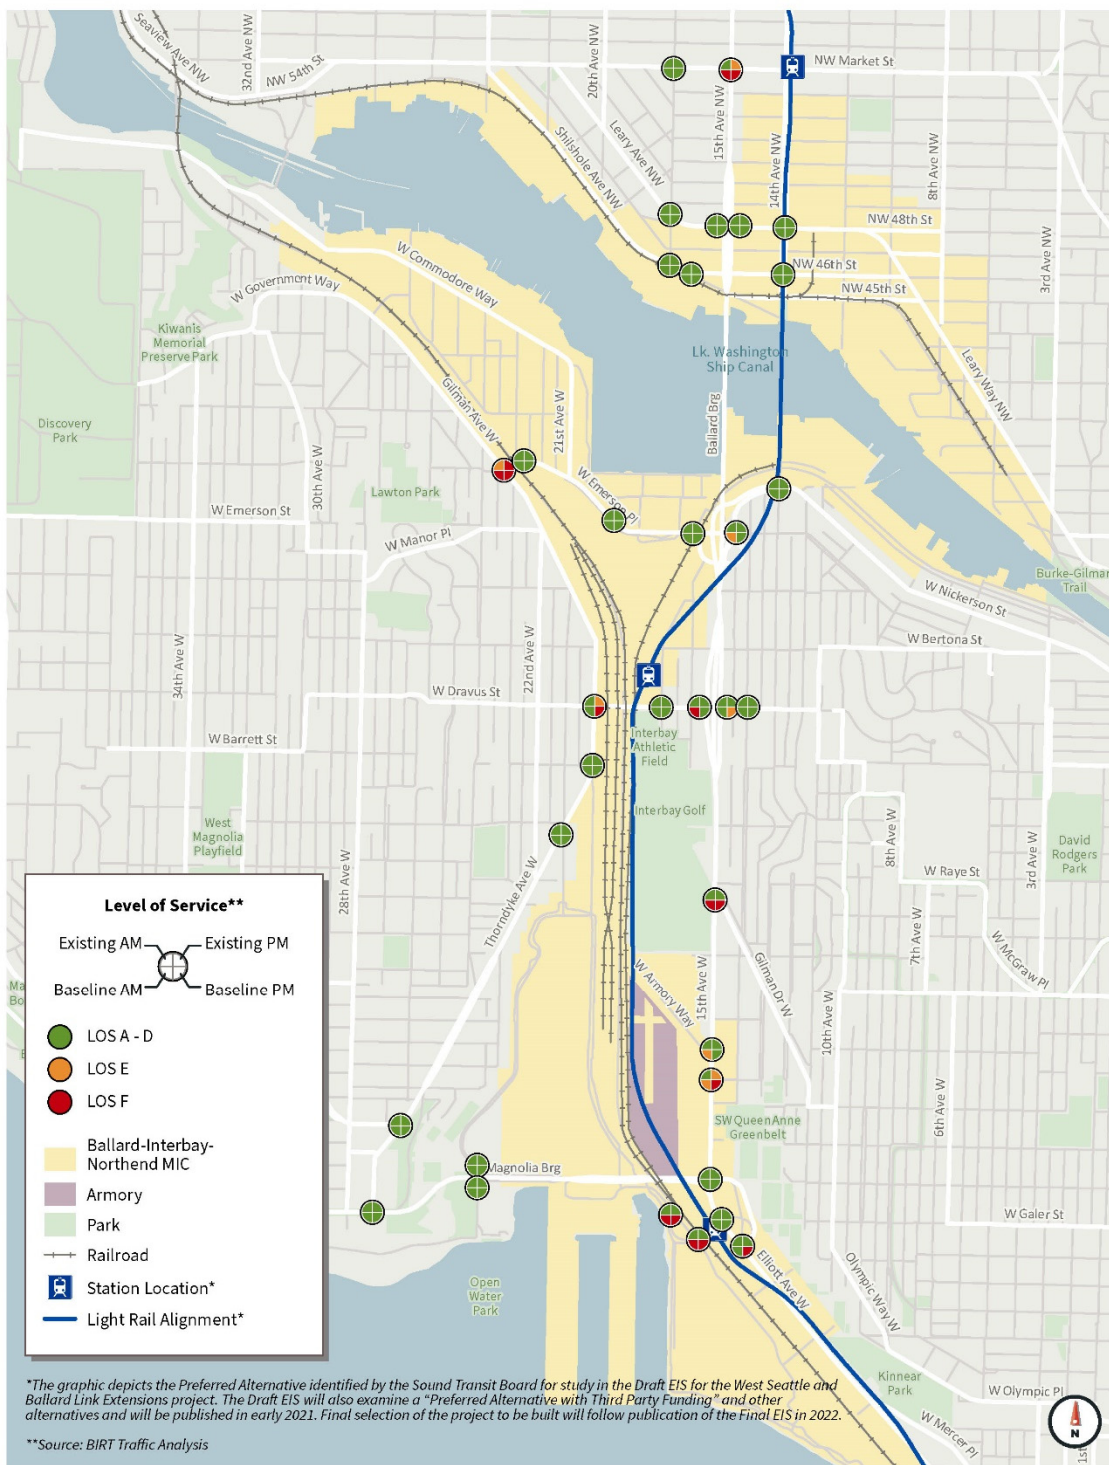 Seaview Ave NW
32nd Ave NW
NW 54th St
20th Ave NW
Leary Ave NW
Shilshole Ave NW
15th Ave NW
14th Ave NW
NW Market St
8th Ave NW
3rd Ave NW
NW 48th St
NW 46th St
NW 45th St
Leary Way NW
W Commodore Way
W Government Way
Kiwanis
Memorial
Preserve Park
Lk. Washington
Ship Canal
Ballard Brg
Discovery
Park
Gilman Ave W
21st Ave W
30th Ave W
Lawton Park
W Emerson Pl
W Emerson St
W Manor Pl
Burke-Gilman
Trail
W Nickerson St
W Bertona St
34th Ave W
22nd Ave W
W Dravus St
W Barrett St
Interbay
Athletic
Field
Interbay Golf
West
Magnolia
Playfield
28th Ave W
Thorndyke Ave W
8th Ave W
3rd Ave W
David
Rodgers
Park
W Raye St
7th Ave W
W McGraw Pl
W Armory Way
15th Ave W
Gilman Dr W
10th Ave W
6th Ave W
SW Queen Anne
Greenbelt
Magnolia Brg
W Galer St
Elliott Ave W
Olympic Way W
Open
Water
Park
Kinnear
Park
W Olympic Pl
W Mercer Pl
1st
N
Level of Service**
Existing AM
Existing PM
Baseline AM
Baseline PM
LOS A - D
LOS E
LOS F
Ballard-Interbay-
Northend MIC
Armory
Park
Railroad
Station Location*
Light Rail Alignment*
*The graphic depicts the Preferred Alternative identified by the Sound Transit Board for study in the Draft EIS for the West Seattle and
Ballard Link Extensions project. The Draft EIS will also examine a “Preferred Alternative with Third Party Funding” and other
alternatives and will be published in early 2021. Final selection of the project to be built will follow publication of the Final EIS in 2022.
**Source: BIRT Traffic Analysis